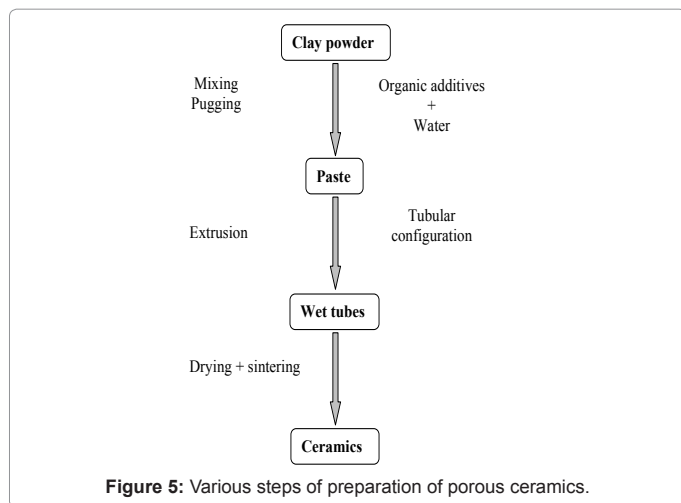 Clay powder
Mixing
Pugging
Organic additives
+
Water
Paste
Extrusion
Tubular
configuration
Wet tubes
Drying + sintering
Ceramics
Figure 5: Various steps of preparation of porous ceramics.